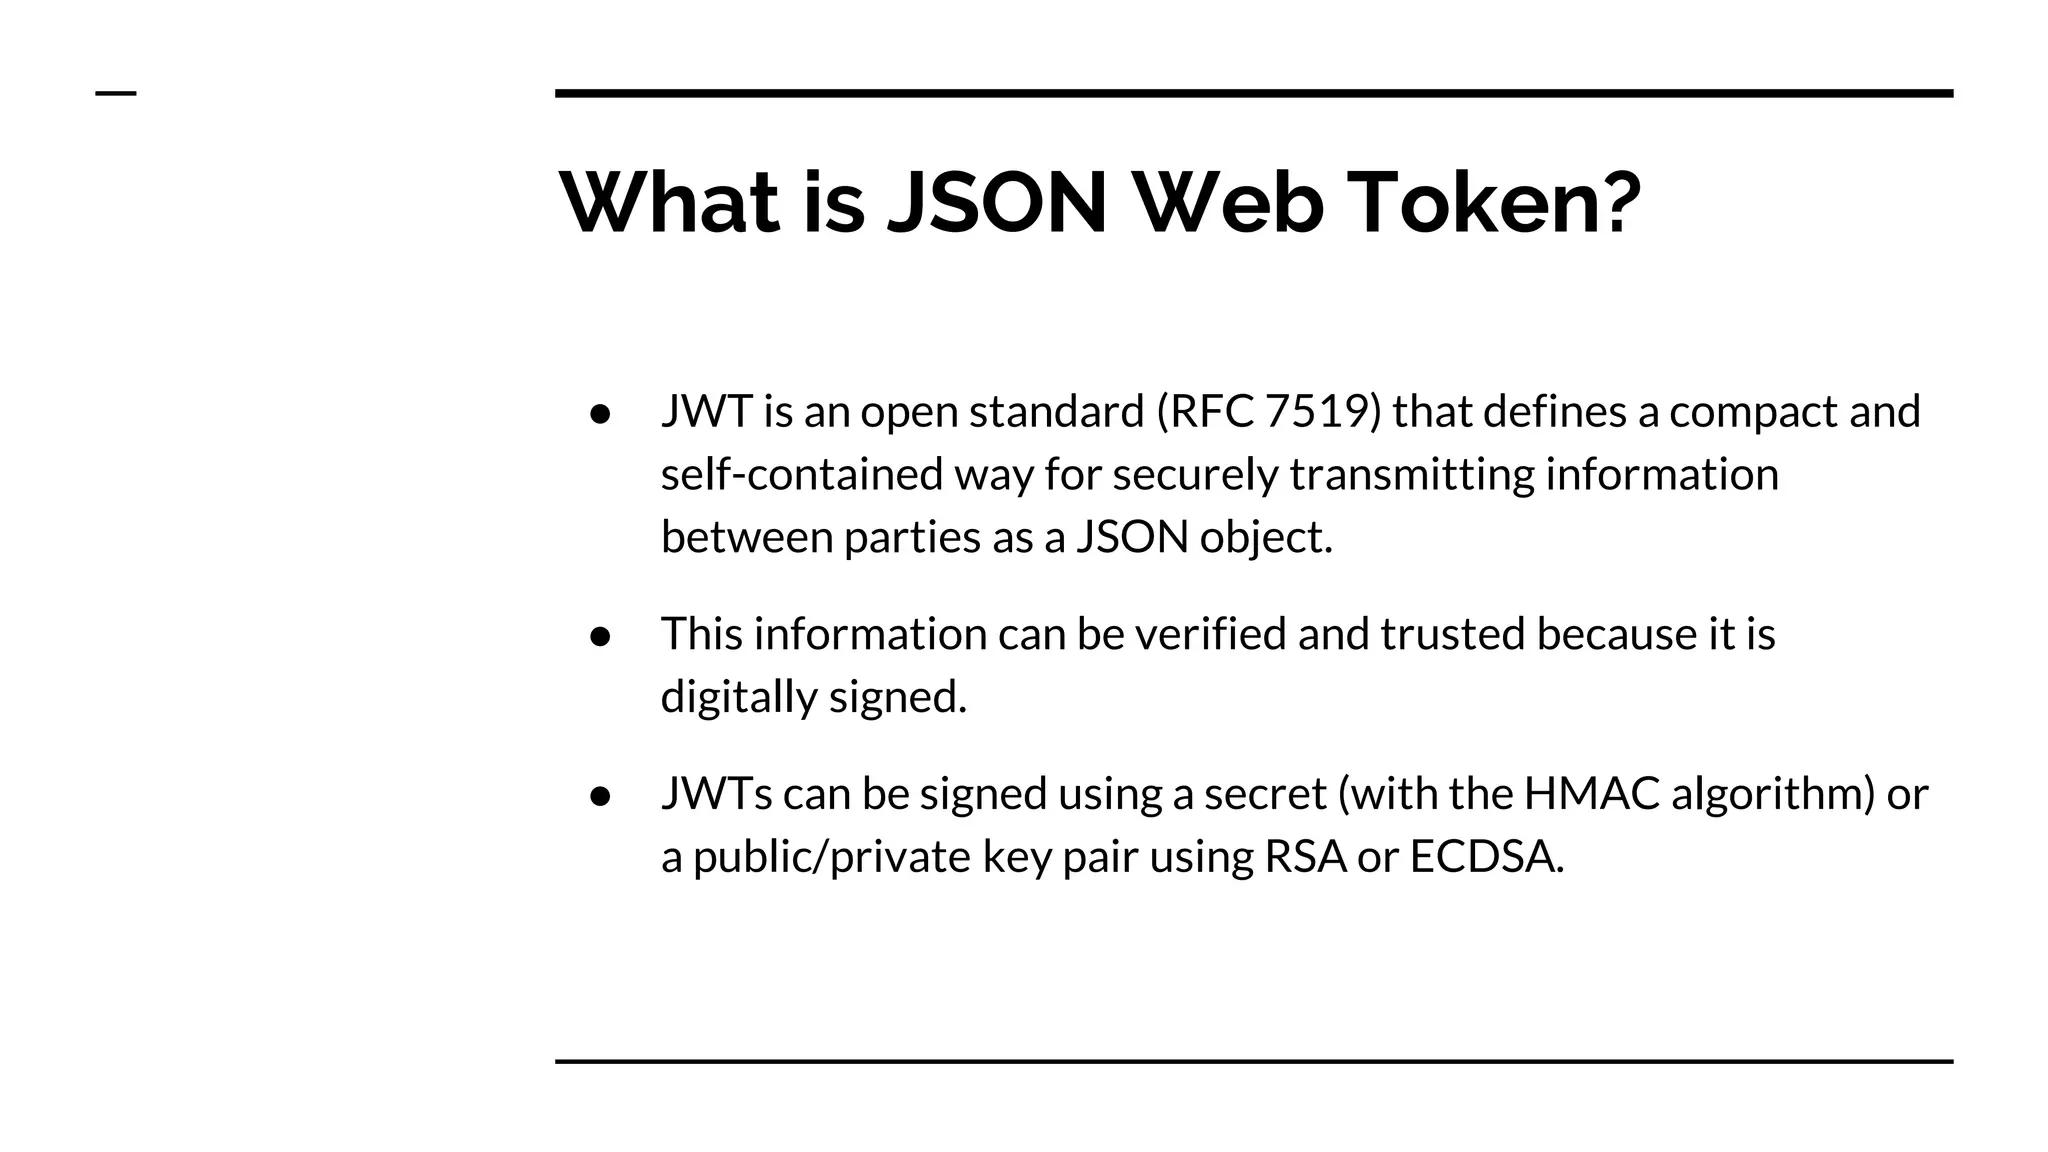 What is JSON Web Token?
● JWT is an open standard (RFC 7519) that defines a compact and
self-contained way for securely transmitting information
between parties as a JSON object.
● This information can be verified and trusted because it is
digitally signed.
● JWTs can be signed using a secret (with the HMAC algorithm) or
a public/private key pair using RSA or ECDSA.